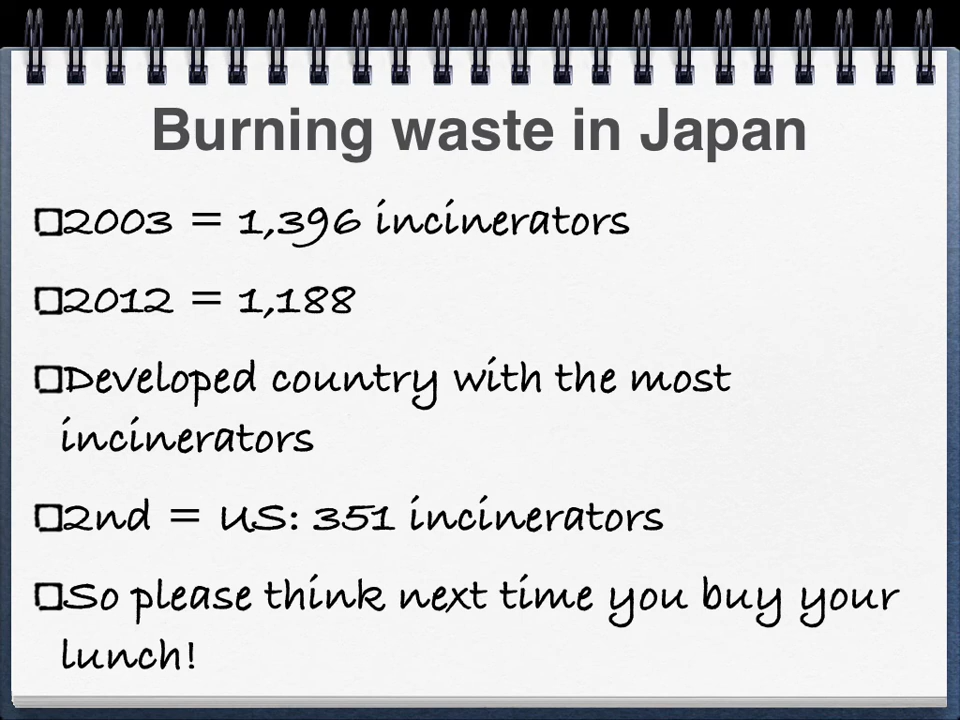 Burning waste in Japan
2003 = 1,396 incinerators
2012 = 1,188
Developed country with the most
incinerators
2nd = US: 351 incinerators
So please think next time you buy your
lunch!